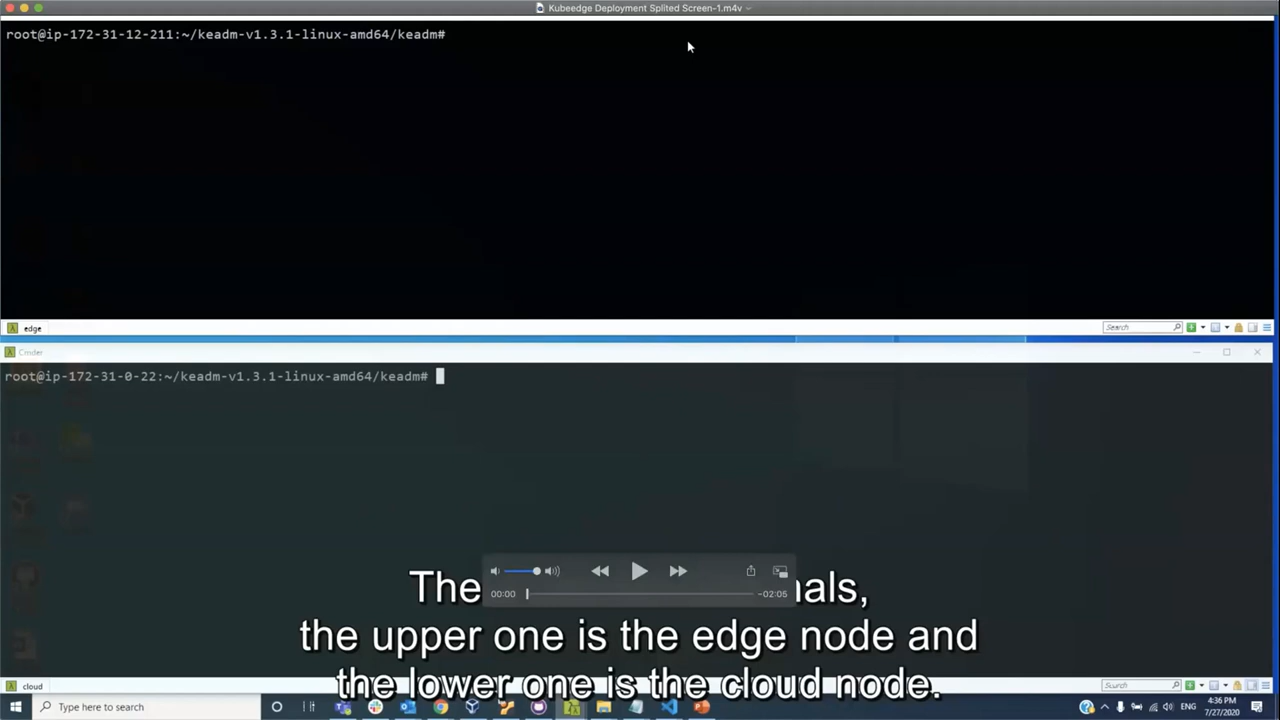 Kubeedge Deployment Splited Screen-1.m4v
root@ip-172-31-12-211:~/keadm-v1.3.1-linux-amd64/keadm#
edge
Search
Cmder
root@ip-172-31-0-22:~/keadm-v1.3.1-linux-amd64/keadm#
00:00
-02:05
The nals,
the upper one is the edge node and
the lower one is the cloud node.
cloud
Search
Type here to search
ENG
4:36 PM
7/27/2020